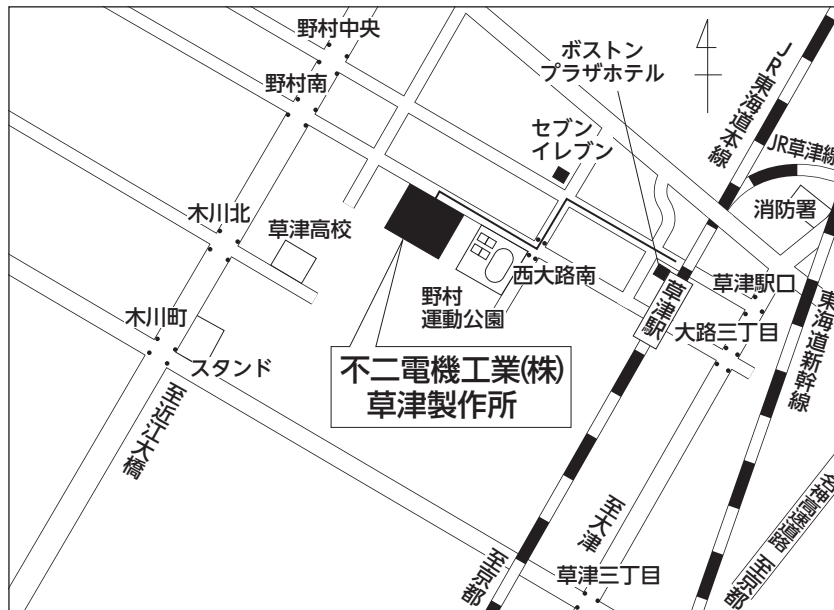 野村中央
野村南
ボストン
プラザホテル
JR東海道本線
セブン
イレブン
JR草津線
消防署
木川北
草津高校
西大路南
草津駅口
野村
運動公園
草津駅
木川町
大路三丁目
東海道新幹線
スタンド
不二電機工業(株)
草津製作所
至近江大橋
名神高速道路 至京都
至大津
至京都
草津三丁目